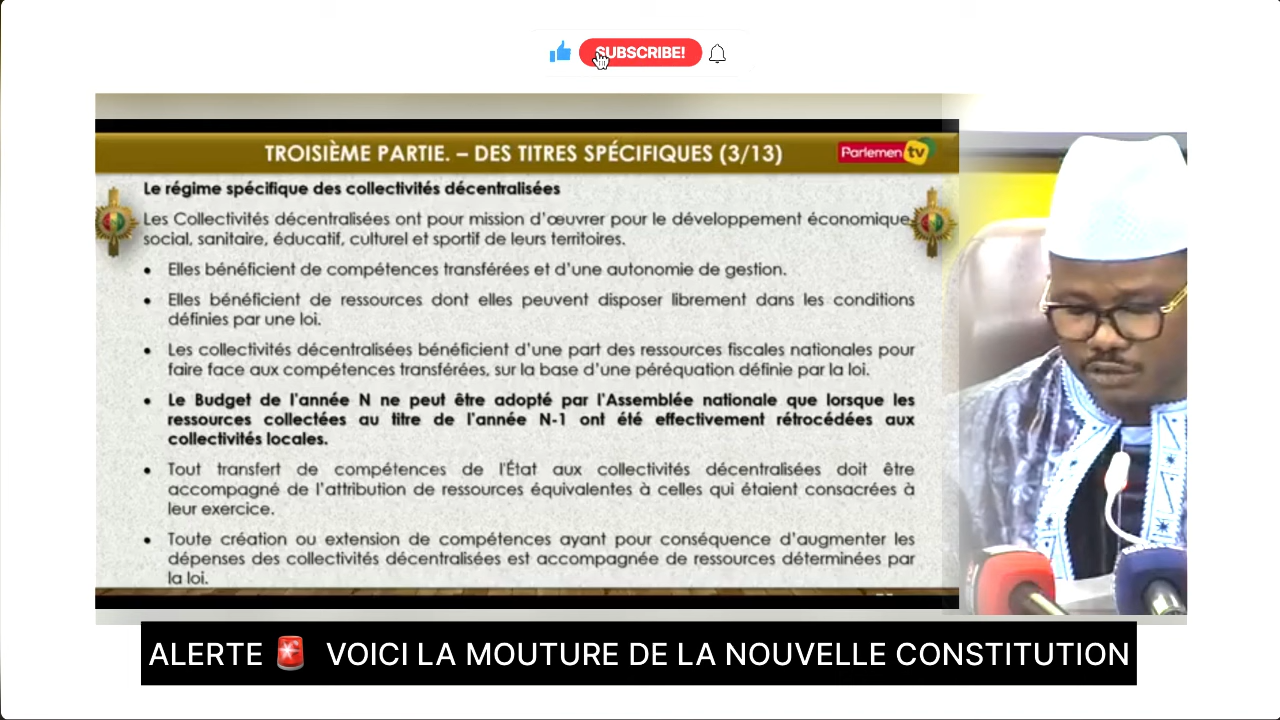 SUBSCRIBE!
TROISIÈME PARTIE. – DES TITRES SPÉCIFIQUES (3/13)
Parlemen tv
Le régime spécifique des collectivités décentralisées
Les Collectivités décentralisées ont pour mission d'œuvrer pour le développement économique,
social, sanitaire, éducatif, culturel et sportif de leurs territoires.
• Elles bénéficient de compétences transférées et d'une autonomie de gestion.
• Elles bénéficient de ressources dont elles peuvent disposer librement dans les conditions
définies par une loi.
• Les collectivités décentralisées bénéficient d'une part des ressources fiscales nationales pour
faire face aux compétences transférées, sur la base d'une péréquation définie par la loi.
• Le Budget de l'année N ne peut être adopté par l'Assemblée nationale que lorsque les
ressources collectées au titre de l'année N-1 ont été effectivement rétrocédées aux
collectivités locales.
• Tout transfert de compétences de l'État aux collectivités décentralisées doit être
accompagné de l'attribution de ressources équivalentes à celles qui étaient consacrées à
leur exercice.
• Toute création ou extension de compétences ayant pour conséquence d'augmenter les
dépenses des collectivités décentralisées est accompagnée de ressources déterminées par
la loi.
ALERTE 🚨 VOICI LA MOUTURE DE LA NOUVELLE CONSTITUTION